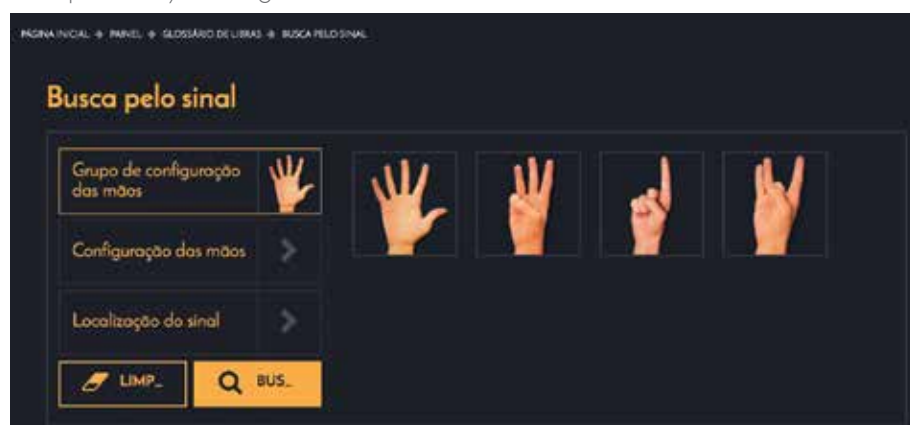 PÁGINA INICIAL → PAINEL → GLOSSÁRIO DE LIBRAS → BUSCA PELO SINAL
Busca pelo sinal
Grupo de configuração
das mãos
Configuração das mãos
Localização do sinal
LIMP... BUS...